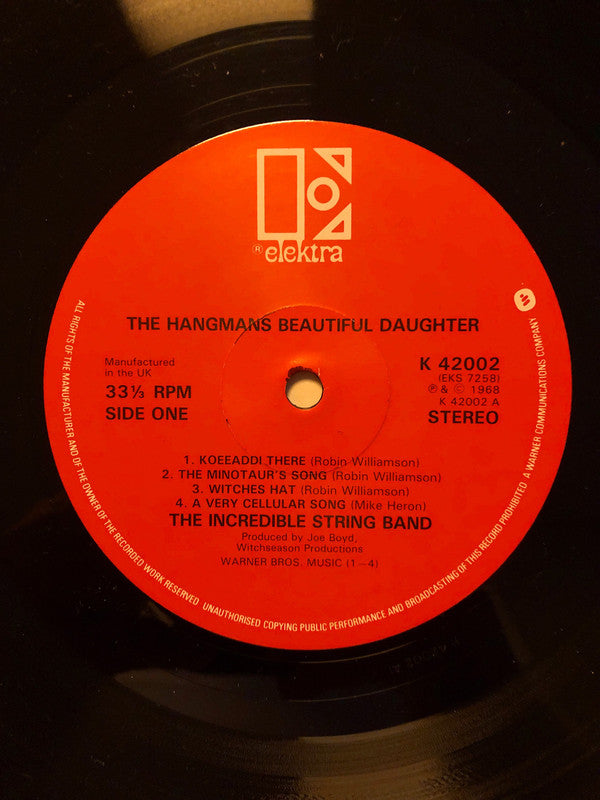 ® elektra
THE HANGMANS BEAUTIFUL DAUGHTER
Manufactured
in the UK
33⅓ RPM
SIDE ONE
K 42002
(EKS 7258)
℗ & © 1968
K 42002 A
STEREO
1. KOEEADDI THERE (Robin Williamson)
2. THE MINOTAUR'S SONG (Robin Williamson)
3. WITCHES HAT (Robin Williamson)
4. A VERY CELLULAR SONG (Mike Heron)
THE INCREDIBLE STRING BAND
Produced by Joe Boyd,
Witchseason Productions
WARNER BROS. MUSIC (1–4)
ALL RIGHTS OF THE MANUFACTURER AND OF THE OWNER OF THE RECORDED WORK RESERVED. UNAUTHORISED COPYING PUBLIC PERFORMANCE AND BROADCASTING OF THIS RECORD PROHIBITED. A WARNER COMMUNICATIONS COMPANY